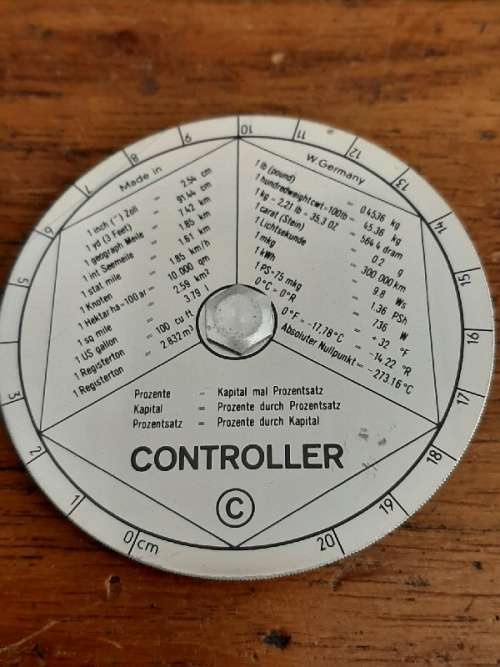 Made in
W. Germany
1 Inch (") Zoll = 2.54 cm
1 yd (3 Feet) = 91.44 cm
1 geograph Meile = 7.42 km
1 int Seemeile = 1.85 km
1 stat. mile = 1.61 km
1 Knoten = 1.85 km/h
1 Hektar ha=100 ar = 10.000 qm
1 sq mile = 2.59 km2
1 US gallon = 3.79 l
1 Registerton = 100 cu ft
1 Registerton = 2.832 m³
1 lb (pound) = 0.4536 kg
1 hundredweightcwt=100lb = 45.36 kg
1 kg = 2.21 lb = 35.3 OZ = 564.4 dram
1 carat (Stein) = 0.2 g
1 Lichtsekunde = 300 000 km
1 mkg = 9.8 Ws
1 kWh = 1.36 PSh
1 PS=75 mkg = 736 W
0°C = 0°R = + 32 °F
0°F = -17.78°C = -14.22 °R
Absoluter Nullpunkt = -273.16 °C
Prozente = Kapital mal Prozentsatz
Kapital = Prozente durch Prozentsatz
Prozentsatz = Prozente durch Kapital
CONTROLLER
©
0 cm 1 2 3 5 6 7 8 9 10 11 12 13 14 15 16 17 18 19 20